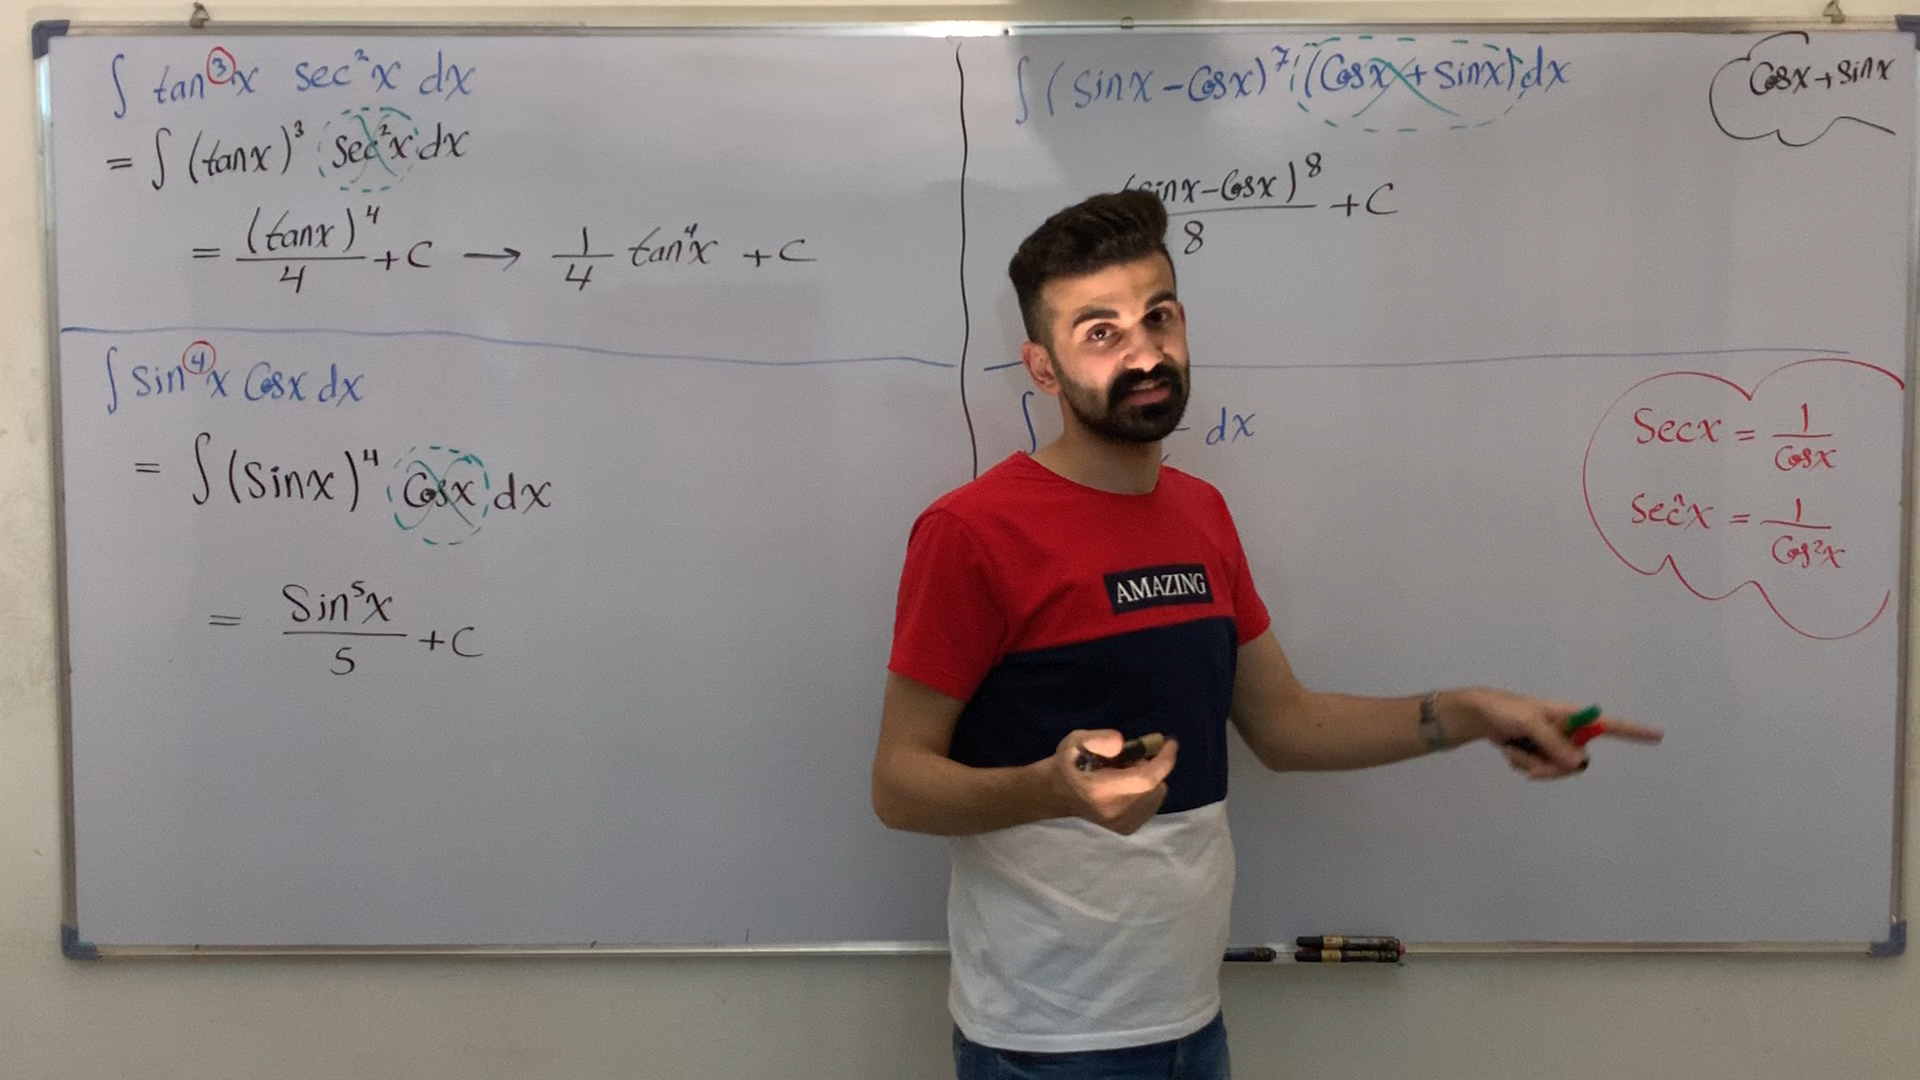 ∫ tan³x sec²x dx
= ∫ (tanx)³ sec²x dx
= (tanx)⁴/4 + C → 1/4 tan⁴x + C
∫ Sin⁴x Cosx dx
= ∫ (Sinx)⁴ Cosx dx
= Sin⁵x/5 + C
∫ (sinx - Cosx)⁷ (Cosx + sinx) dx
Cosx + sinx
sinx - Cosx)⁸/8 + C
∫ dx
Secx = 1/Cosx
Sec²x = 1/Cos²x
AMAZING